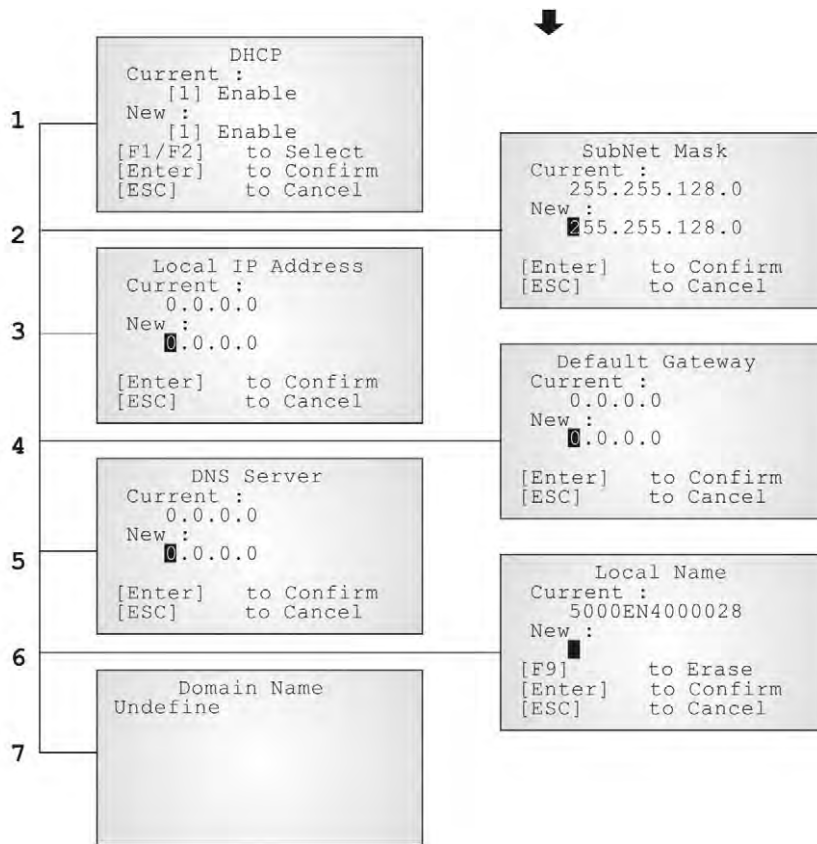 1
DHCP
Current :
[1] Enable
New :
[1] Enable
[F1/F2] to Select
[Enter] to Confirm
[ESC] to Cancel
2
SubNet Mask
Current :
255.255.128.0
New :
255.255.128.0
[Enter] to Confirm
[ESC] to Cancel
3
Local IP Address
Current :
0.0.0.0
New :
0.0.0.0
[Enter] to Confirm
[ESC] to Cancel
4
Default Gateway
Current :
0.0.0.0
New :
0.0.0.0
[Enter] to Confirm
[ESC] to Cancel
5
DNS Server
Current :
0.0.0.0
New :
0.0.0.0
[Enter] to Confirm
[ESC] to Cancel
6
Local Name
Current :
5000EN4000028
New :
[F9] to Erase
[Enter] to Confirm
[ESC] to Cancel
7
Domain Name
Undefine